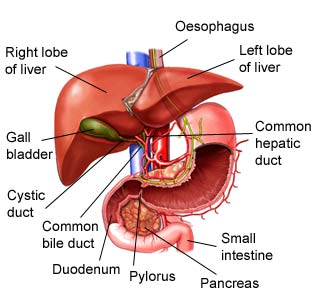 Oesophagus
Right lobe
of liver
Left lobe
of liver
Gall
bladder
Common
hepatic
duct
Cystic
duct
Common
bile duct
Small
intestine
Duodenum
Pylorus
Pancreas